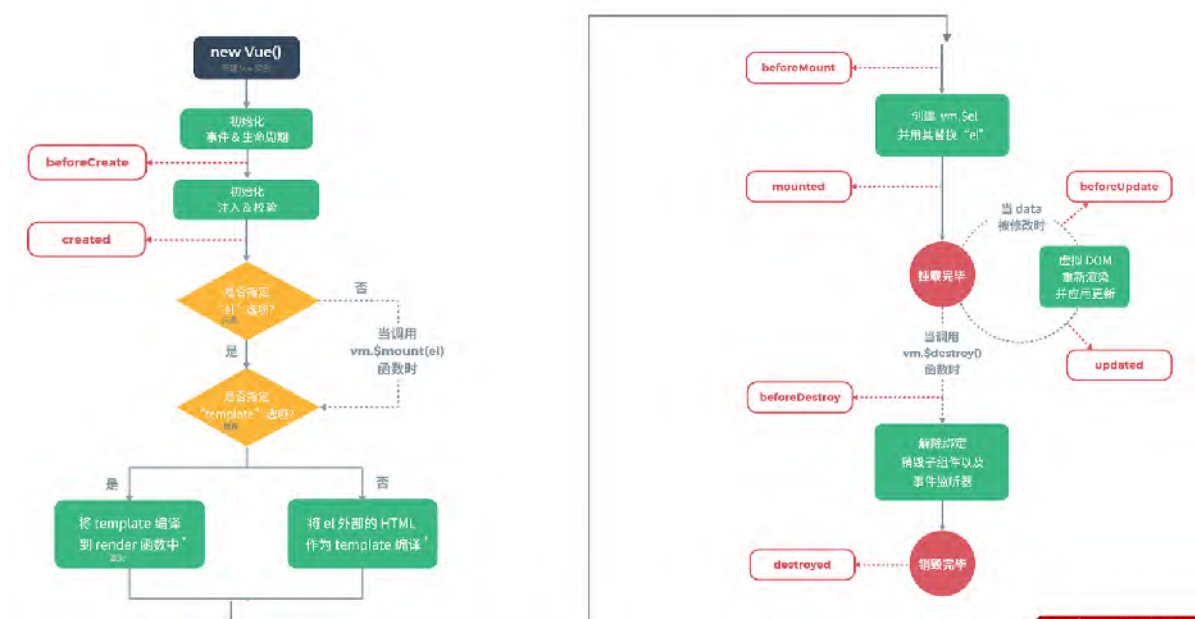 new Vue()
初始化
事件＆生命周期
beforeCreate
初始化
注入＆校验
created
是否指定
“el”选项?
否
是
当调用
vm.$mount(el)
函数时
是否指定
“template”选项?
是
否
将 template 编译
到 render 函数中*
将 el 外部的 HTML
作为 template 编译*
beforeMount
创建 vm.$el
并用其替换“el”
mounted
挂载完毕
当 data
被修改时
beforeUpdate
虚拟 DOM
重新渲染
并应用更新
updated
当调用
vm.$destroy()
函数时
beforeDestroy
解除绑定
销毁子组件以及
事件监听器
销毁完毕
destroyed